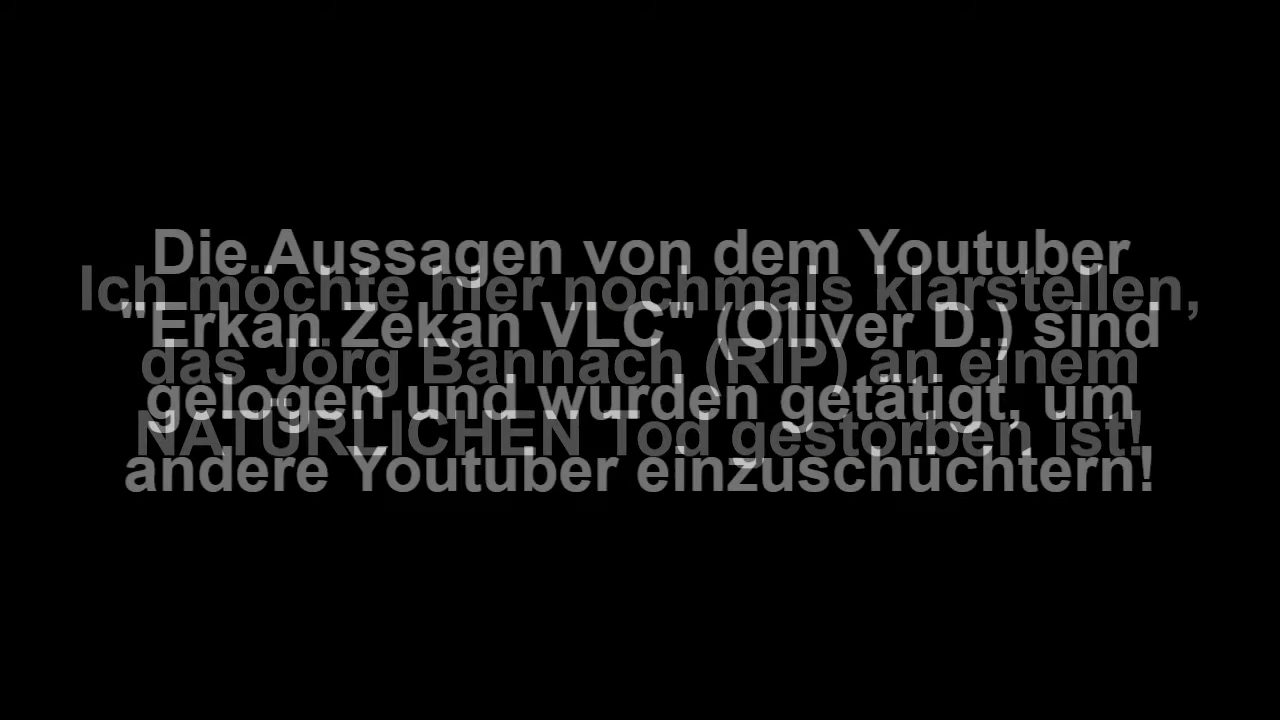 Die Aussagen von dem Youtuber
"Erkan Zekan VLC" (Oliver D.) sind
gelogen und wurden getätigt, um
andere Youtuber einzuschüchtern!
Ich möchte hier nochmals klarstellen,
das Jörg Bannach (RIP) an einem
NATÜRLICHEN Tod gestorben ist!